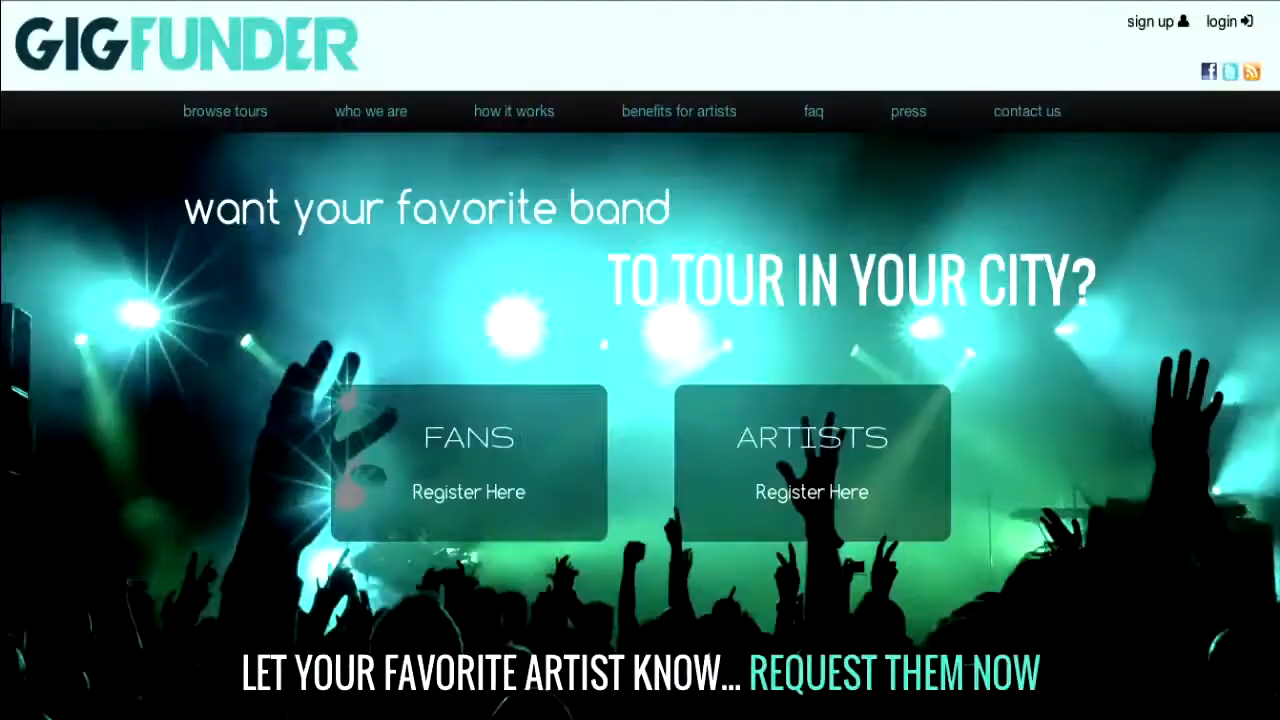 GIGFUNDER
sign up login
browse tours who we are how it works benefits for artists faq press contact us
want your favorite band
TO TOUR IN YOUR CITY?
FANS
Register Here
ARTISTS
Register Here
LET YOUR FAVORITE ARTIST KNOW... REQUEST THEM NOW